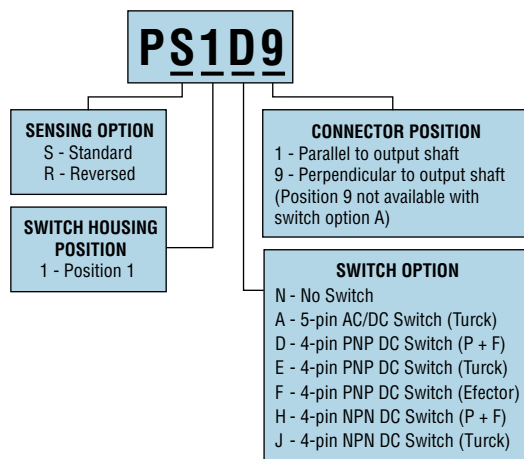 PS1D9
SENSING OPTION
S - Standard
R - Reversed
SWITCH HOUSING
POSITION
1 - Position 1
CONNECTOR POSITION
1 - Parallel to output shaft
9 - Perpendicular to output shaft
(Position 9 not available with
switch option A)
SWITCH OPTION
N - No Switch
A - 5-pin AC/DC Switch (Turck)
D - 4-pin PNP DC Switch (P + F)
E - 4-pin PNP DC Switch (Turck)
F - 4-pin PNP DC Switch (Efector)
H - 4-pin NPN DC Switch (P + F)
J - 4-pin NPN DC Switch (Turck)